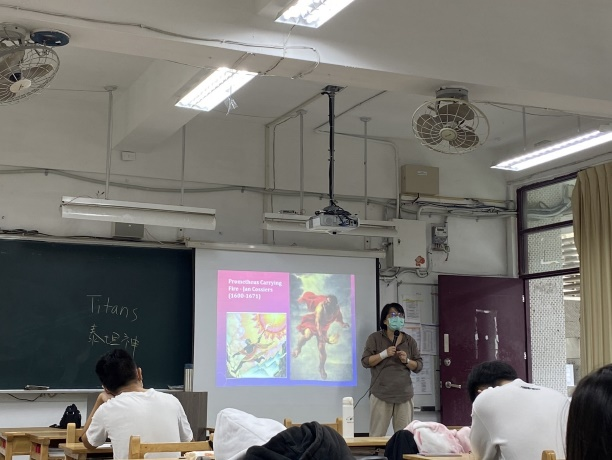 Titans
泰坦神
Prometheus Carrying
Fire - Jan Cossiers
(1600-1671)